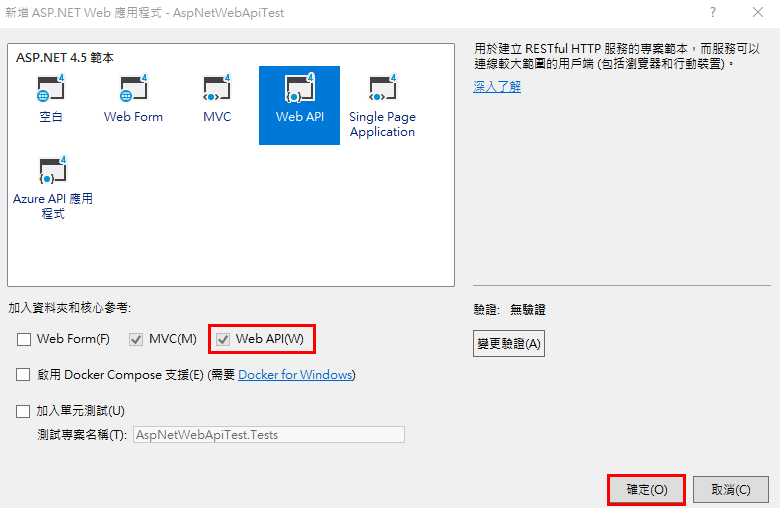 新增 ASP.NET Web 應用程式 - AspNetWebApiTest
ASP.NET 4.5 範本
空白
Web Form
MVC
Web API
Single Page
Application
Azure API 應用
程式
用於建立 RESTful HTTP 服務的專案範本，而服務可以
連線較大範圍的用戶端 (包括瀏覽器和行動裝置)。
深入了解
加入資料夾和核心參考:
Web Form(F)
MVC(M)
Web API(W)
啟用 Docker Compose 支援(E) (需要 Docker for Windows)
加入單元測試(U)
測試專案名稱(T): AspNetWebApiTest.Tests
驗證: 無驗證
變更驗證(A)
確定(O)
取消(C)